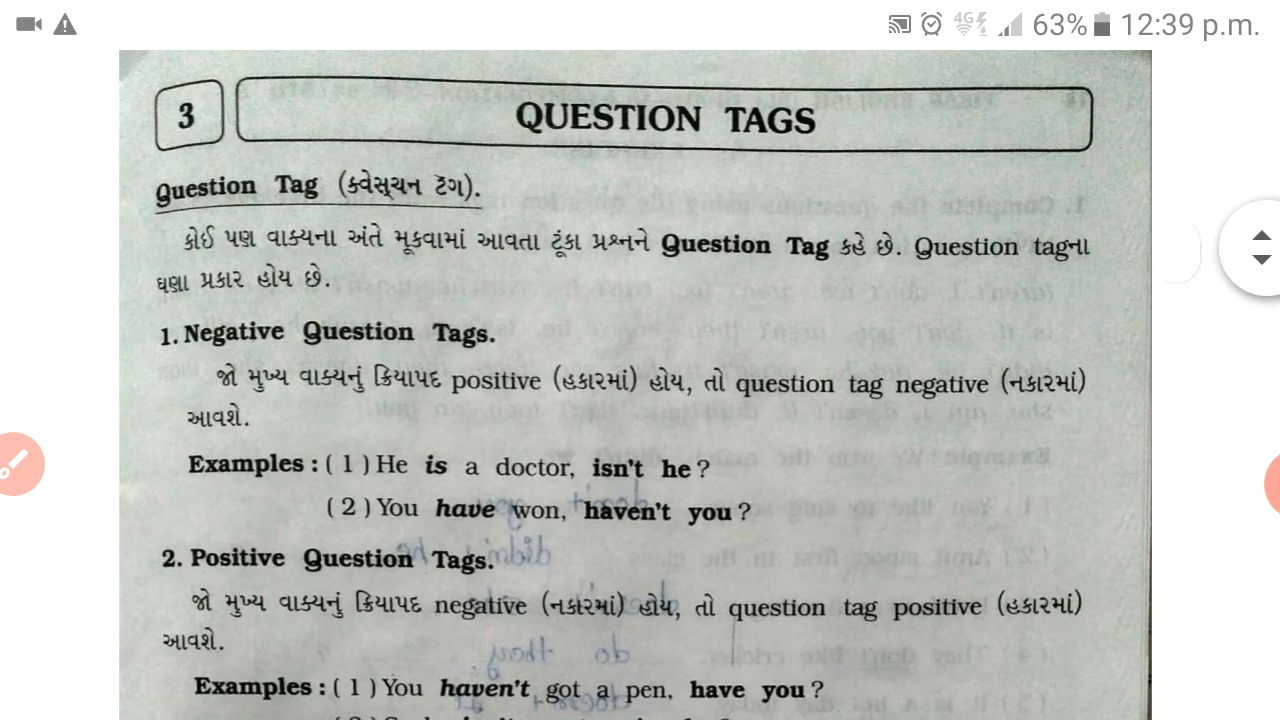 4G 63% 12:39 p.m.
3 QUESTION TAGS
Question Tag (ક્વેસ્ચન ટૅગ).
કોઈ પણ વાક્યના અંતે મૂકવામાં આવતા ટૂંકા પ્રશ્નને Question Tag કહે છે. Question tagના
ઘણા પ્રકાર હોય છે.
1. Negative Question Tags.
જો મુખ્ય વાક્યનું ક્રિયાપદ positive (હકારમાં) હોય, તો question tag negative (નકારમાં)
આવશે.
Examples : ( 1 ) He is a doctor, isn't he ?
( 2 ) You have won, haven't you ?
2. Positive Question Tags.
જો મુખ્ય વાક્યનું ક્રિયાપદ negative (નકારમાં) હોય, તો question tag positive (હકારમાં)
આવશે.
Examples : ( 1 ) You haven't got a pen, have you ?